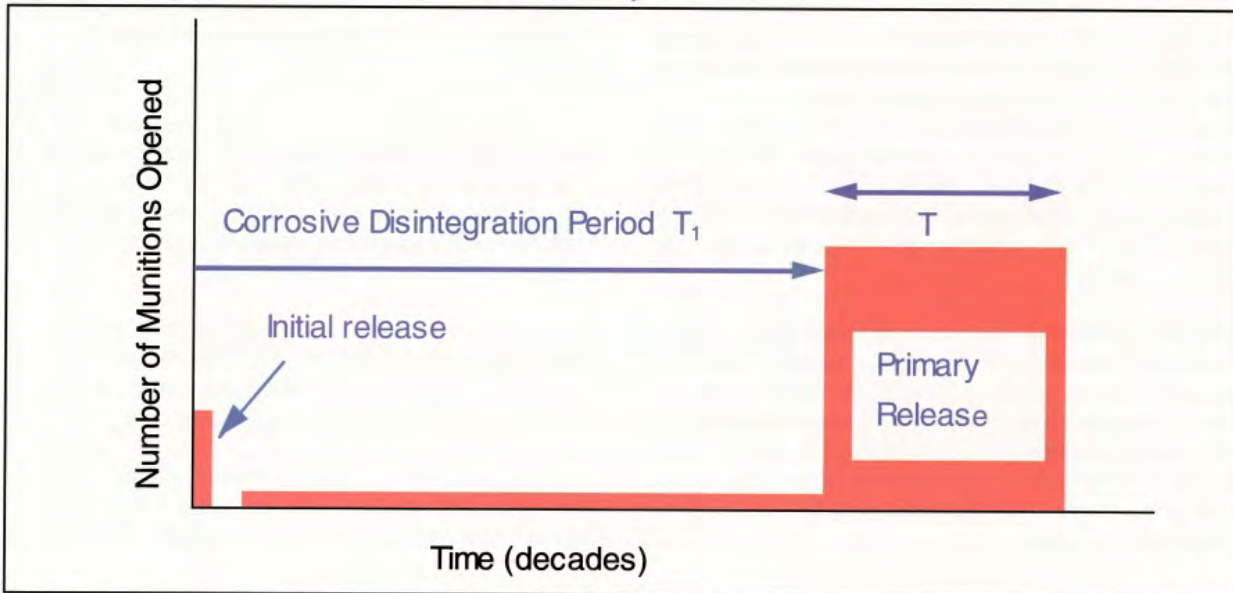 Number of Munitions Opened
Corrosive Disintegration Period T₁
T
Initial release
Primary
Release
Time (decades)